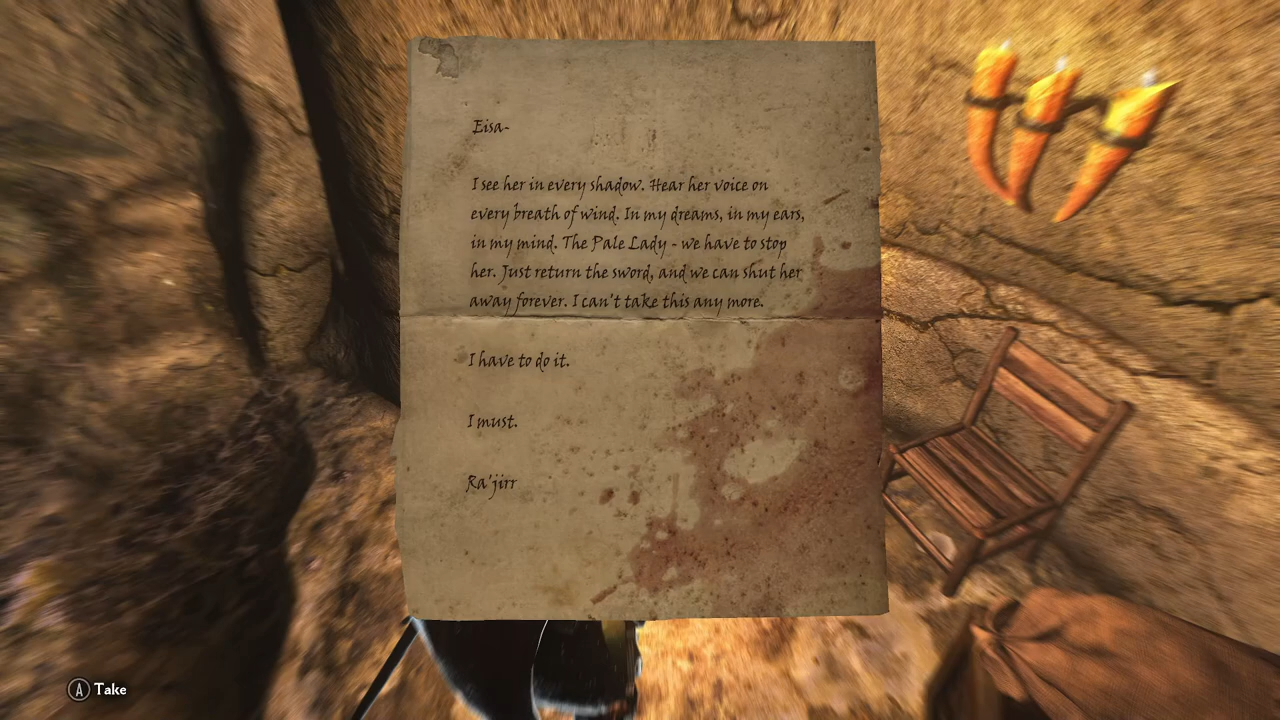 Eisa-
I see her in every shadow. Hear her voice on
every breath of wind. In my dreams, in my ears,
in my mind. The Pale Lady - we have to stop
her. Just return the sword, and we can shut her
away forever. I can't take this any more.
I have to do it.
I must.
Ra'jirr
A Take